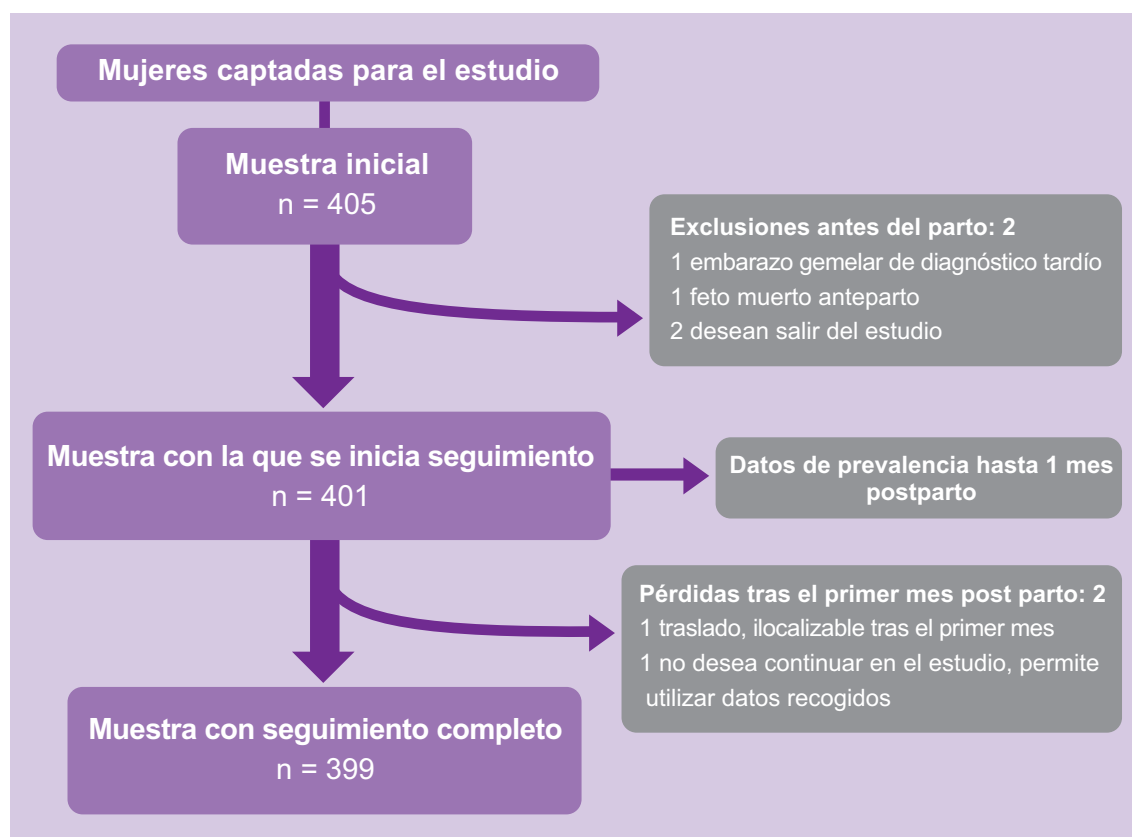 Mujeres captadas para el estudio
Muestra inicial
n = 405
Exclusiones antes del parto: 2
1 embarazo gemelar de diagnóstico tardío
1 feto muerto anteparto
2 desean salir del estudio
Muestra con la que se inicia seguimiento
n = 401
Datos de prevalencia hasta 1 mes
postparto
Pérdidas tras el primer mes post parto: 2
1 traslado, ilocalizable tras el primer mes
1 no desea continuar en el estudio, permite
utilizar datos recogidos
Muestra con seguimiento completo
n = 399